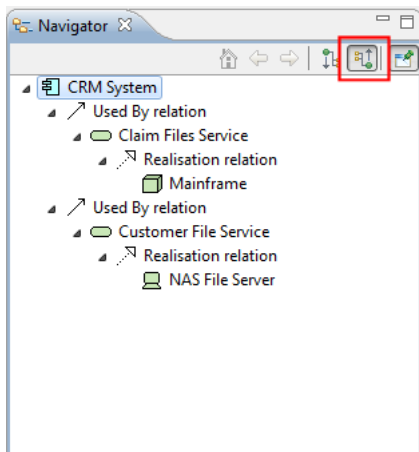 Navigator
CRM System
Used By relation
Claim Files Service
Realisation relation
Mainframe
Used By relation
Customer File Service
Realisation relation
NAS File Server